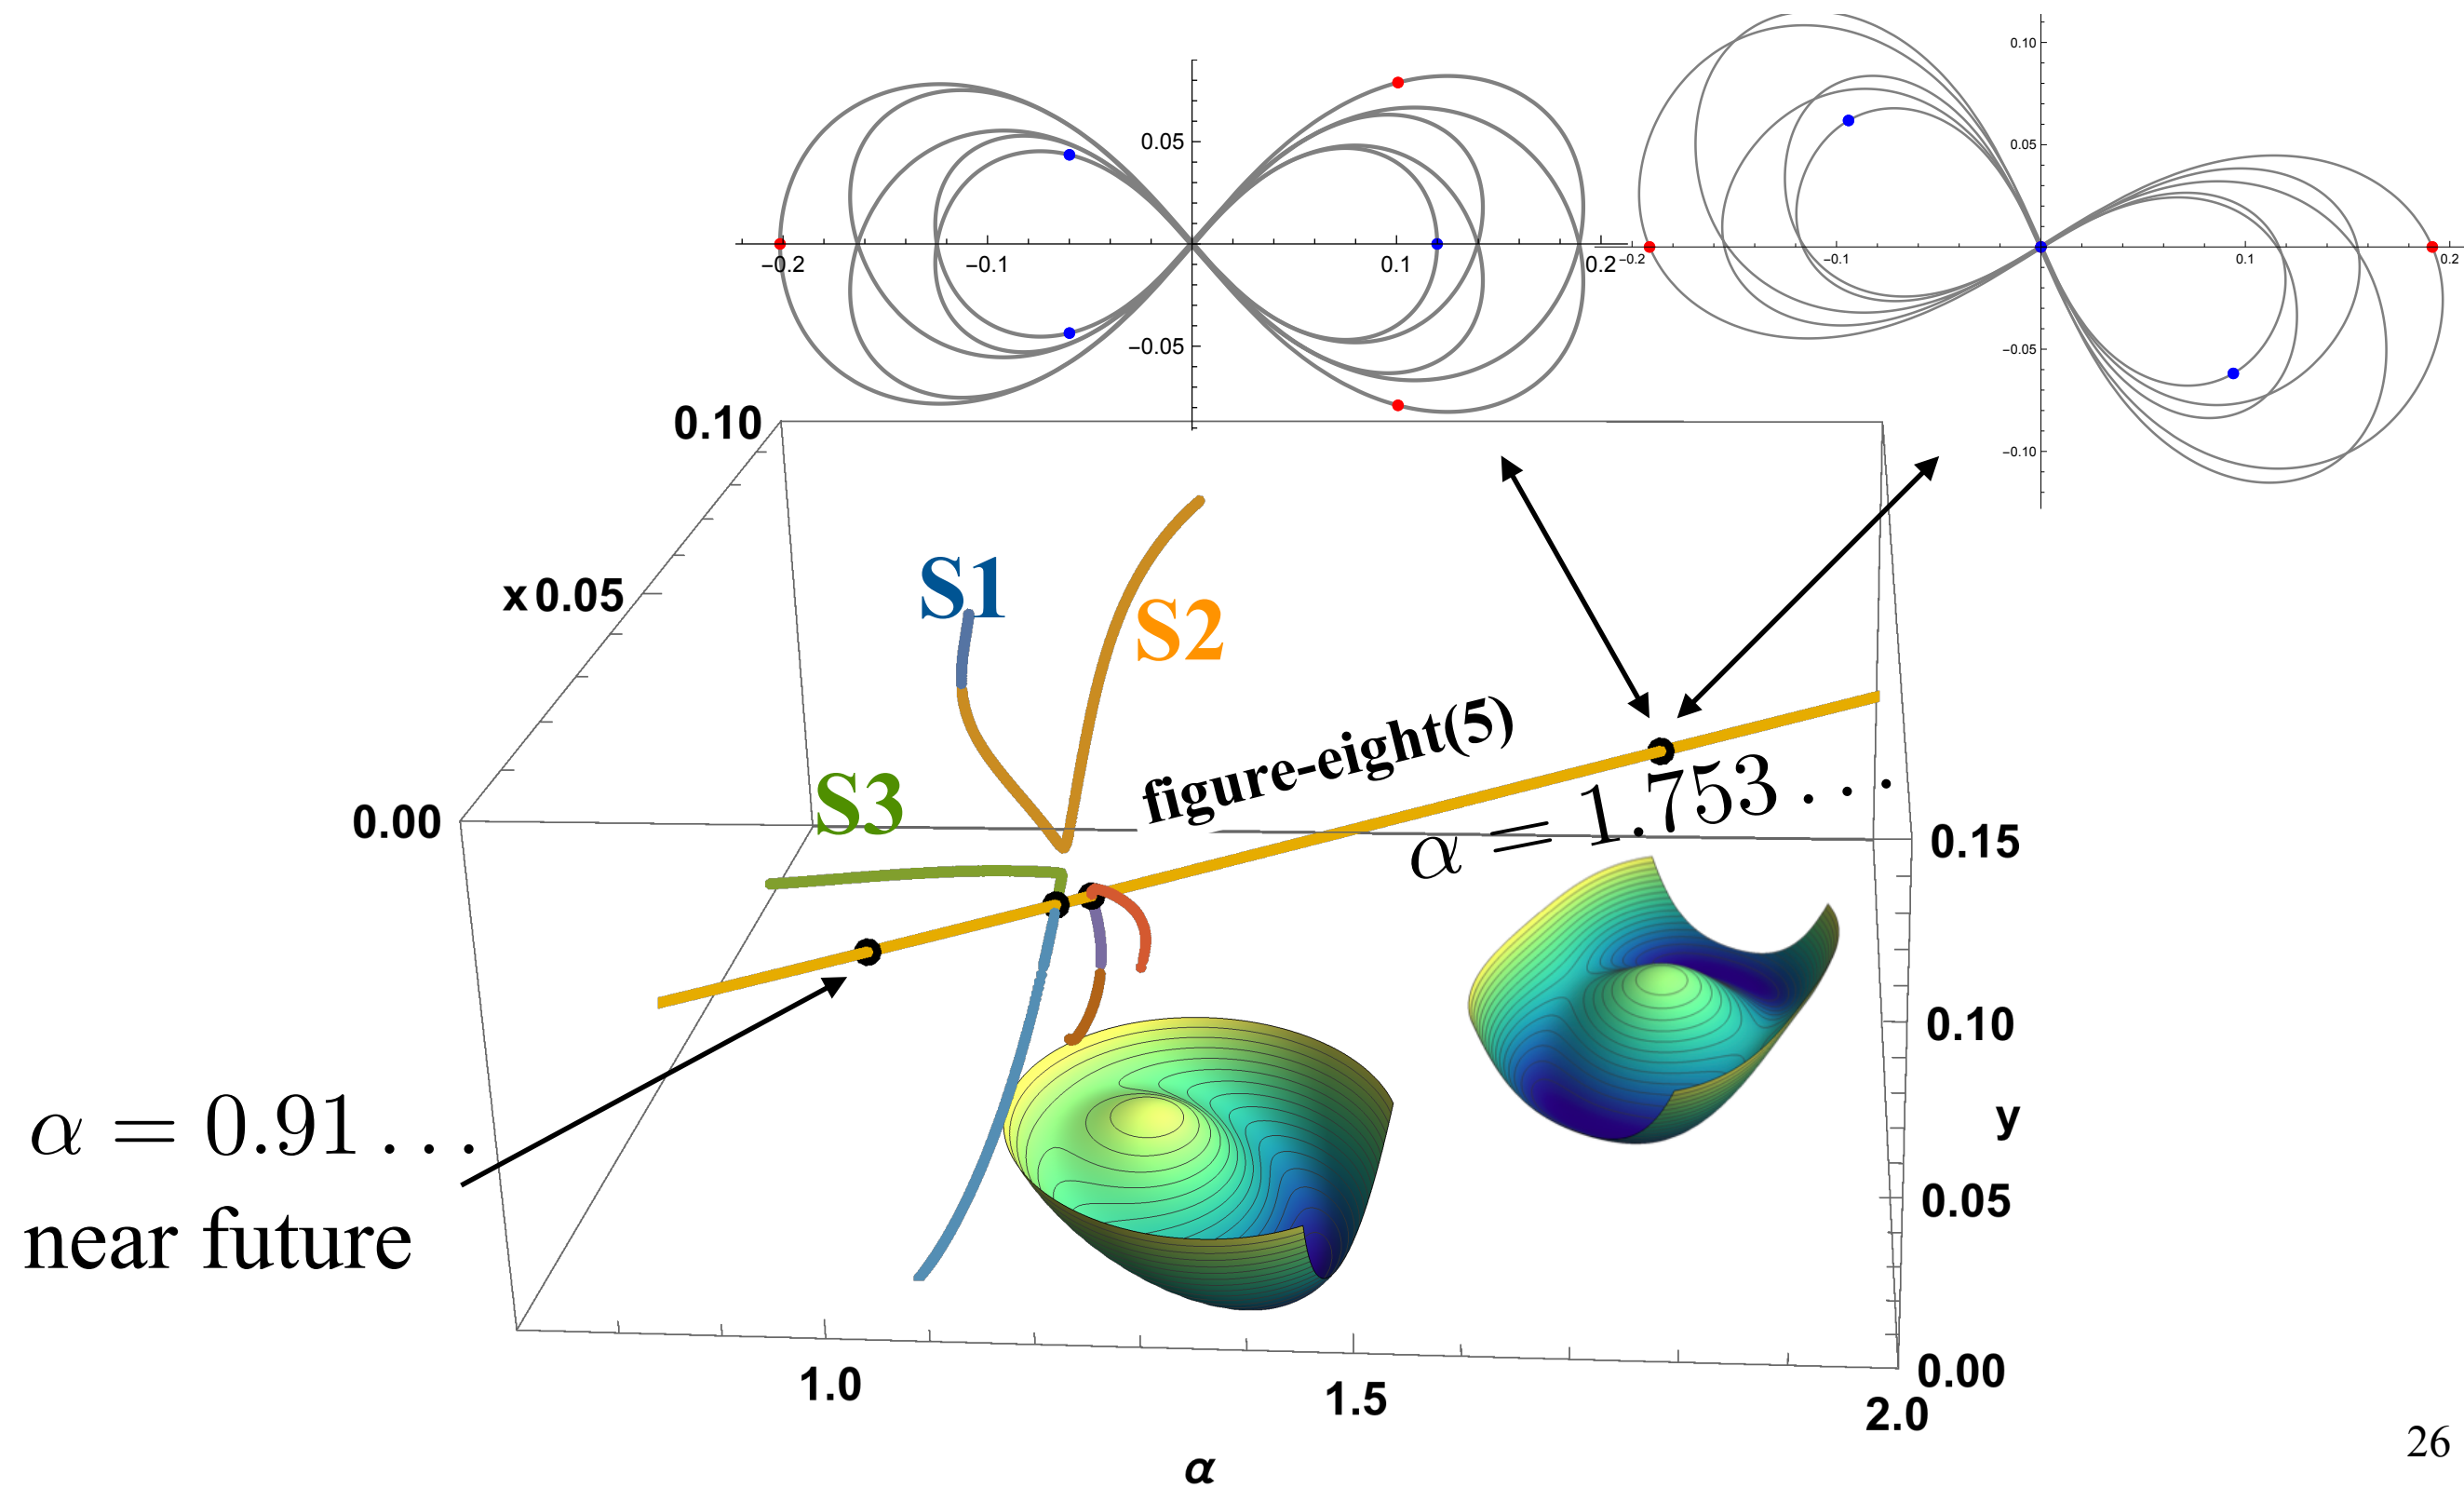 0.05
−0.05
−0.2
−0.1
0.1
0.2
0.10
0.05
−0.05
−0.10
−0.2
−0.1
0.1
0.2
0.10
x 0.05
0.00
S1
S2
S3
figure-eight(5)
α = 1.753 . . .
α = 0.91 . . .
near future
0.15
0.10
y
0.05
0.00
1.0
1.5
2.0
α
26